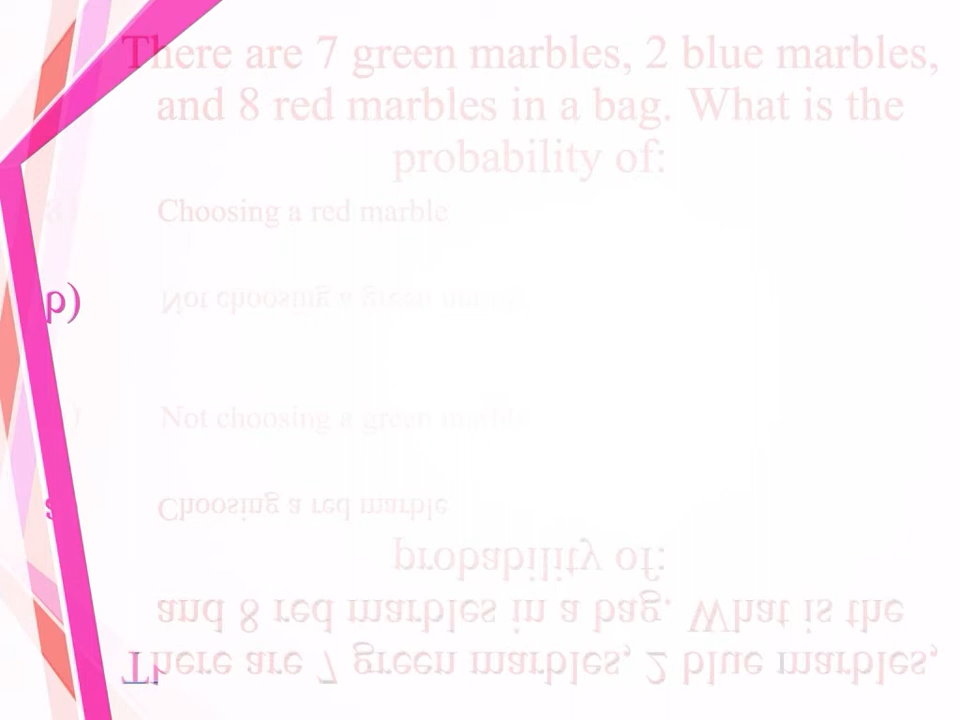 There are 7 green marbles, 2 blue marbles,
and 8 red marbles in a bag. What is the
probability of:
Choosing a red marble
b) Not choosing a green marble
Not choosing a green marble
a) Choosing a red marble
probability of:
and 8 red marbles in a bag. What is the
There are 7 green marbles, 2 blue marbles,